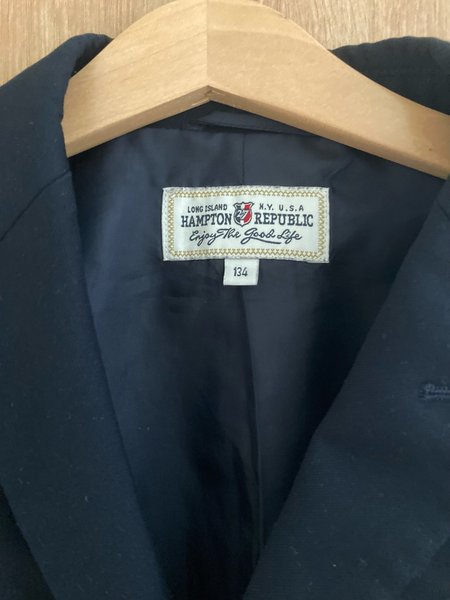 LONG ISLAND N.Y. U.S.A
HAMPTON REPUBLIC
Enjoy The Good Life
134